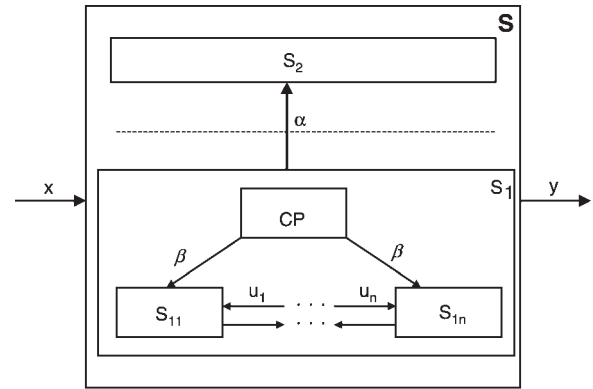 S
S₂
α
x
S₁
y
CP
β
β
u₁
uₙ
S₁₁
. . .
. . .
S₁ₙ